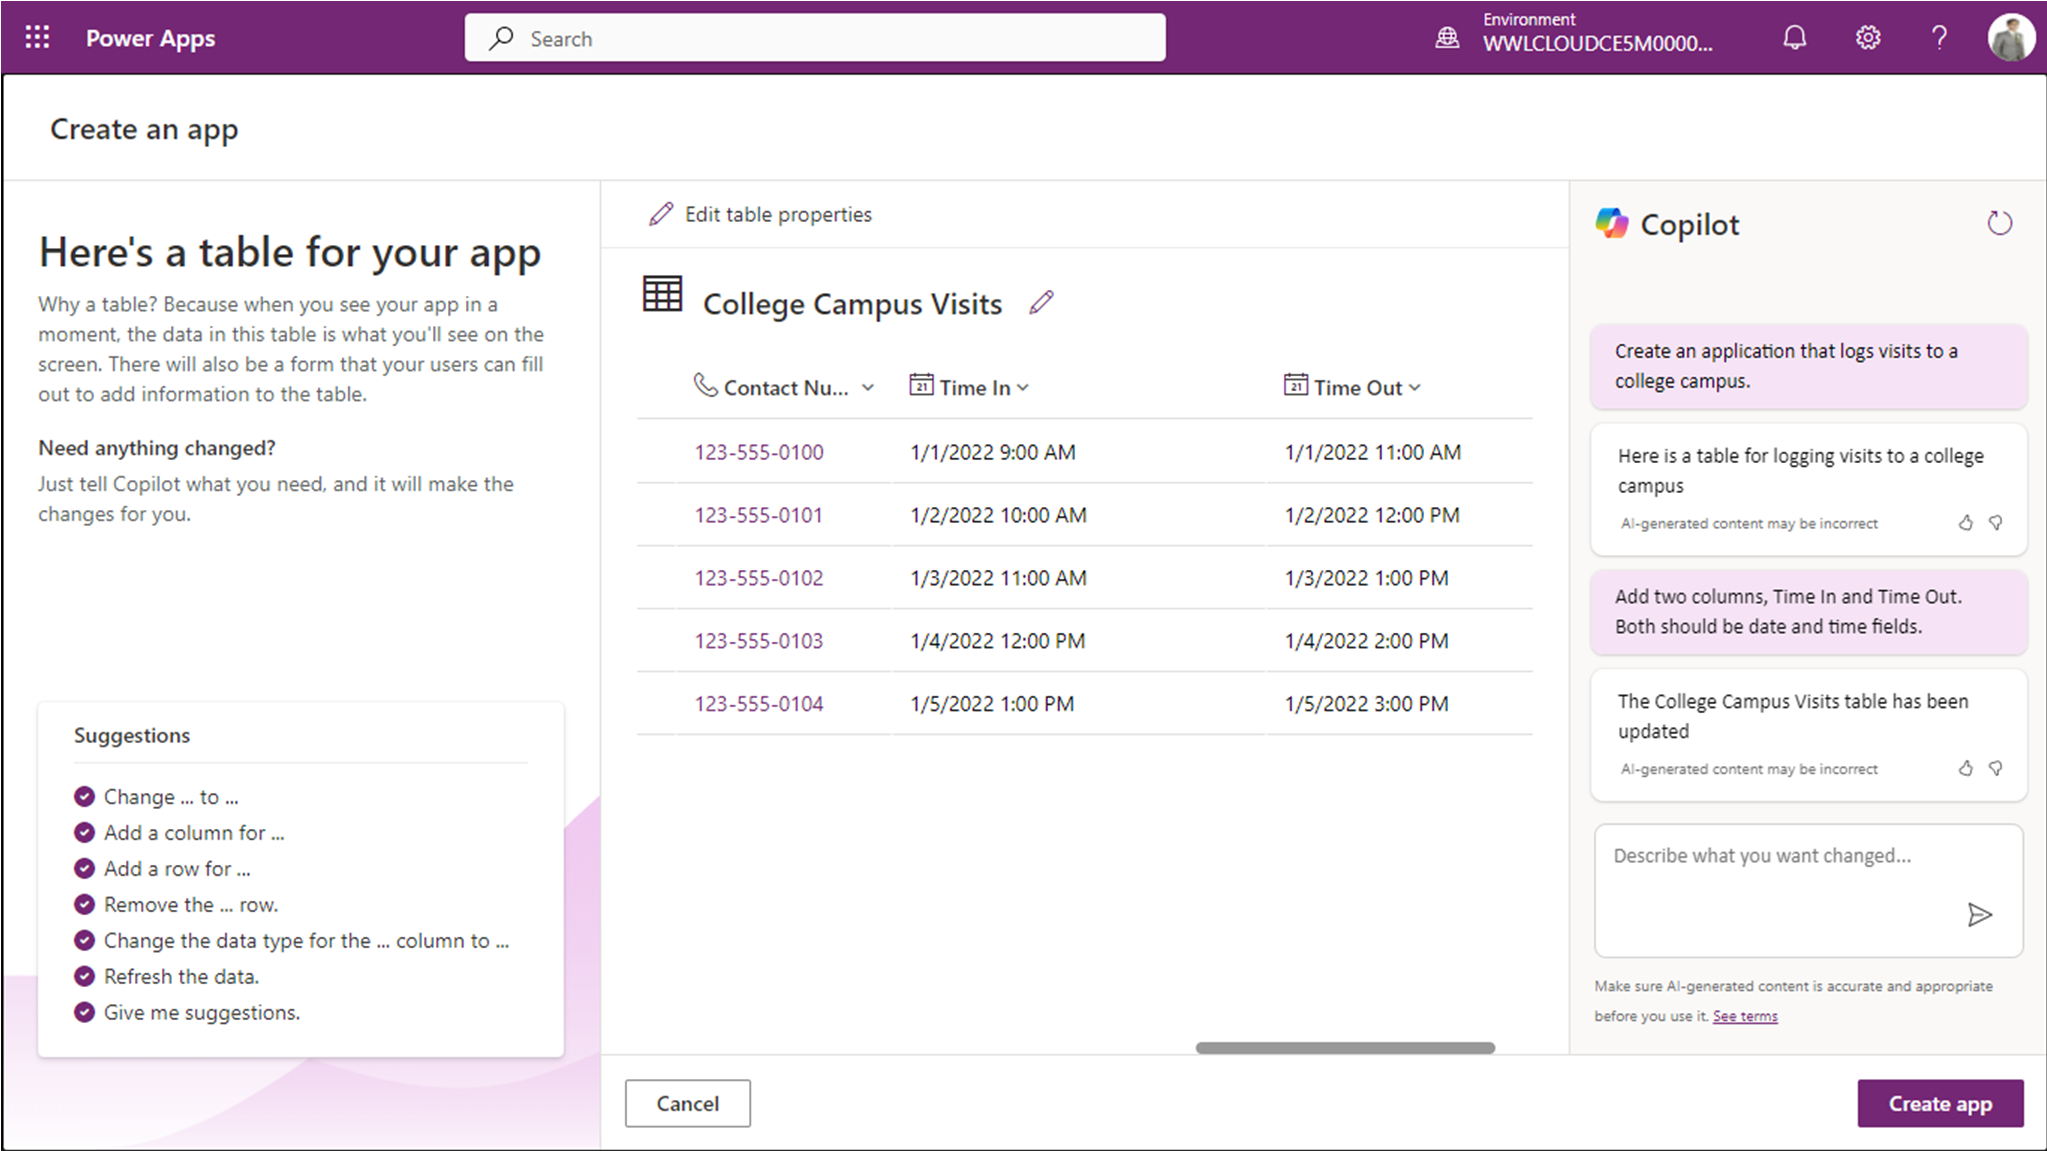 Power Apps
Search
Environment
WWLCLOUDCE5M0000...
Create an app
Here's a table for your app
Why a table? Because when you see your app in a
moment, the data in this table is what you'll see on the
screen. There will also be a form that your users can fill
out to add information to the table.
Need anything changed?
Just tell Copilot what you need, and it will make the
changes for you.
Suggestions
Change ... to ...
Add a column for ...
Add a row for ...
Remove the ... row.
Change the data type for the ... column to ...
Refresh the data.
Give me suggestions.
Edit table properties
College Campus Visits
Contact Nu... 21 Time In 21 Time Out
123-555-0100 1/1/2022 9:00 AM 1/1/2022 11:00 AM
123-555-0101 1/2/2022 10:00 AM 1/2/2022 12:00 PM
123-555-0102 1/3/2022 11:00 AM 1/3/2022 1:00 PM
123-555-0103 1/4/2022 12:00 PM 1/4/2022 2:00 PM
123-555-0104 1/5/2022 1:00 PM 1/5/2022 3:00 PM
Cancel
Copilot
Create an application that logs visits to a
college campus.
Here is a table for logging visits to a college
campus
AI-generated content may be incorrect
Add two columns, Time In and Time Out.
Both should be date and time fields.
The College Campus Visits table has been
updated
AI-generated content may be incorrect
Describe what you want changed...
Make sure AI-generated content is accurate and appropriate
before you use it. See terms
Create app